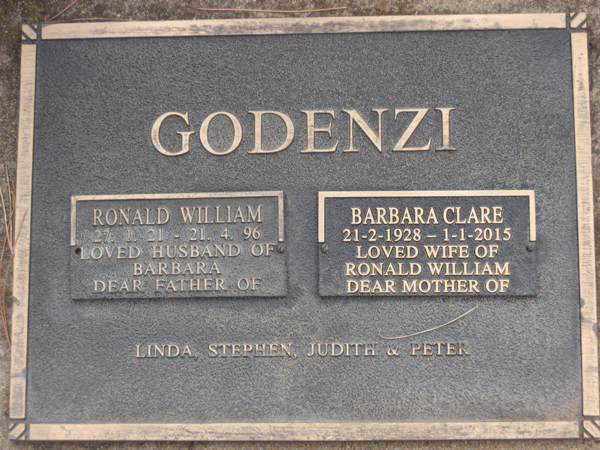 GODENZI
RONALD WILLIAM
27. 1. 21 - 21. 4. 96
LOVED HUSBAND OF
BARBARA
DEAR FATHER OF
BARBARA CLARE
21-2-1928 – 1-1-2015
LOVED WIFE OF
RONALD WILLIAM
DEAR MOTHER OF
LINDA, STEPHEN, JUDITH & PETER